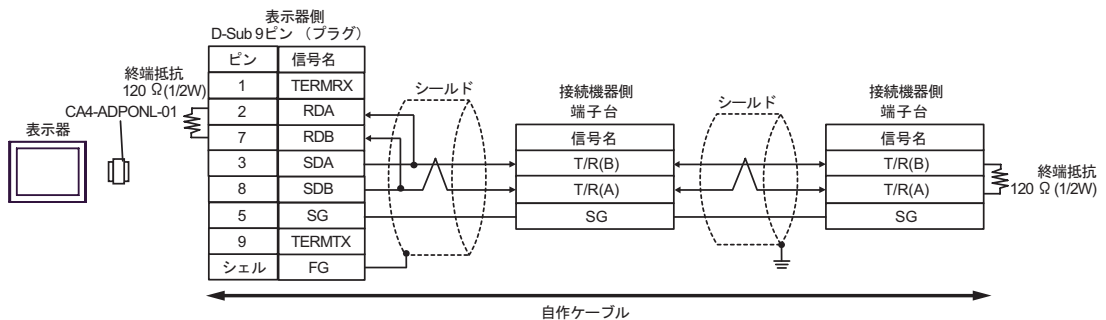 表示器側
D-Sub 9ピン （プラグ）
ピン 信号名
1 TERMRX
2 RDA
7 RDB
3 SDA
8 SDB
5 SG
9 TERMTX
シェル FG
終端抵抗
120 Ω(1/2W)
CA4-ADPONL-01
表示器
シールド
接続機器側
端子台
信号名
T/R(B)
T/R(A)
SG
シールド
接続機器側
端子台
信号名
T/R(B)
T/R(A)
SG
終端抵抗
120 Ω(1/2W)
自作ケーブル